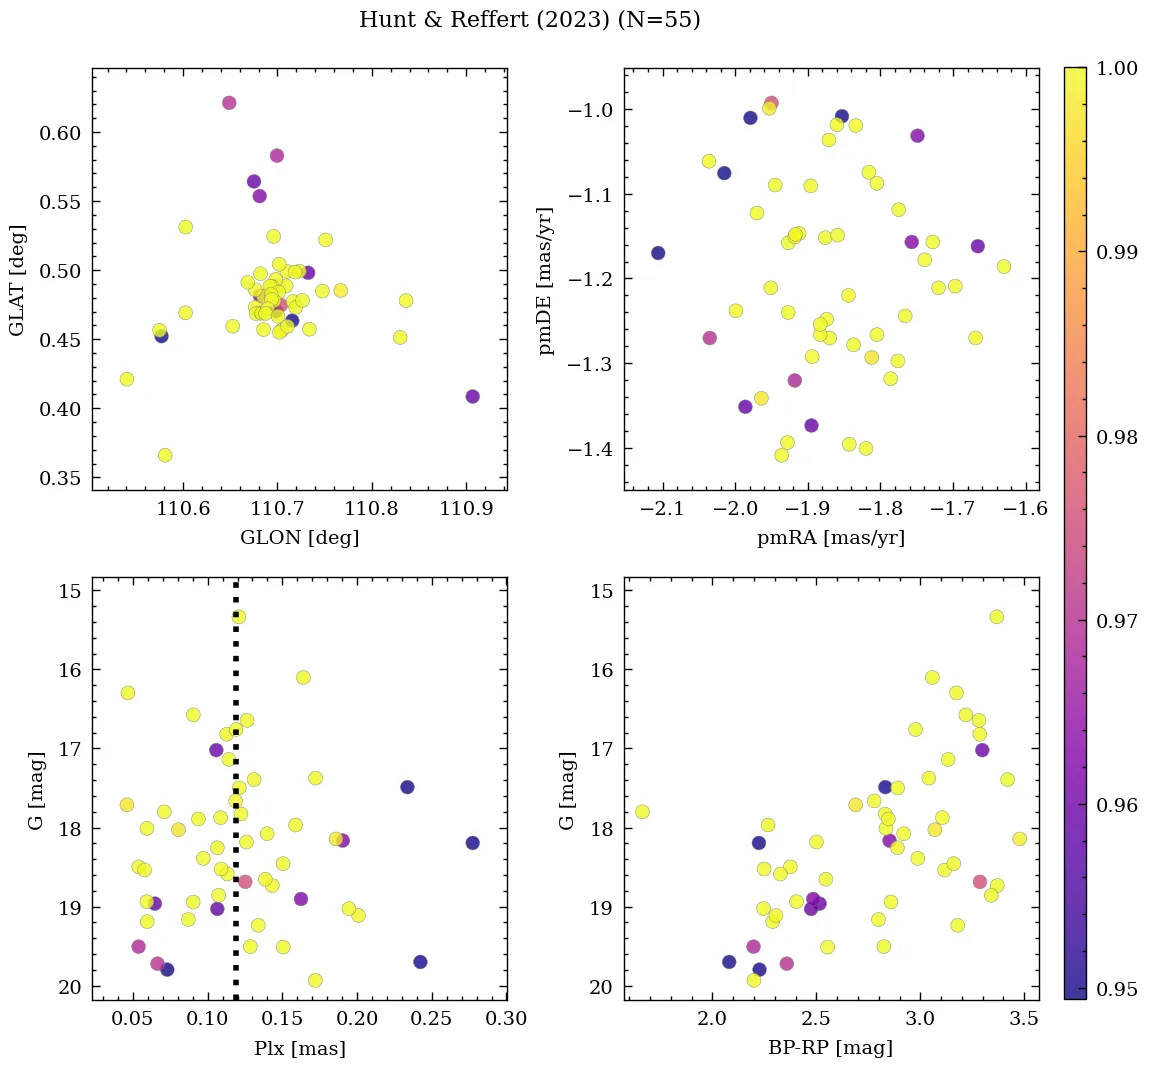 Hunt & Reffert (2023) (N=55)
GLAT [deg]
0.60
0.55
0.50
0.45
0.40
0.35
110.6 110.7 110.8 110.9
GLON [deg]
pmDE [mas/yr]
−1.0
−1.1
−1.2
−1.3
−1.4
−2.1 −2.0 −1.9 −1.8 −1.7 −1.6
pmRA [mas/yr]
1.00
0.99
0.98
0.97
0.96
0.95
G [mag]
15
16
17
18
19
20
0.05 0.10 0.15 0.20 0.25 0.30
Plx [mas]
G [mag]
15
16
17
18
19
20
2.0 2.5 3.0 3.5
BP-RP [mag]